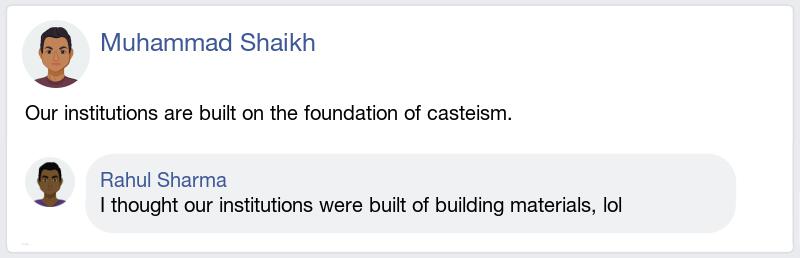 Muhammad Shaikh
Our institutions are built on the foundation of casteism.
Rahul Sharma
I thought our institutions were built of building materials, lol